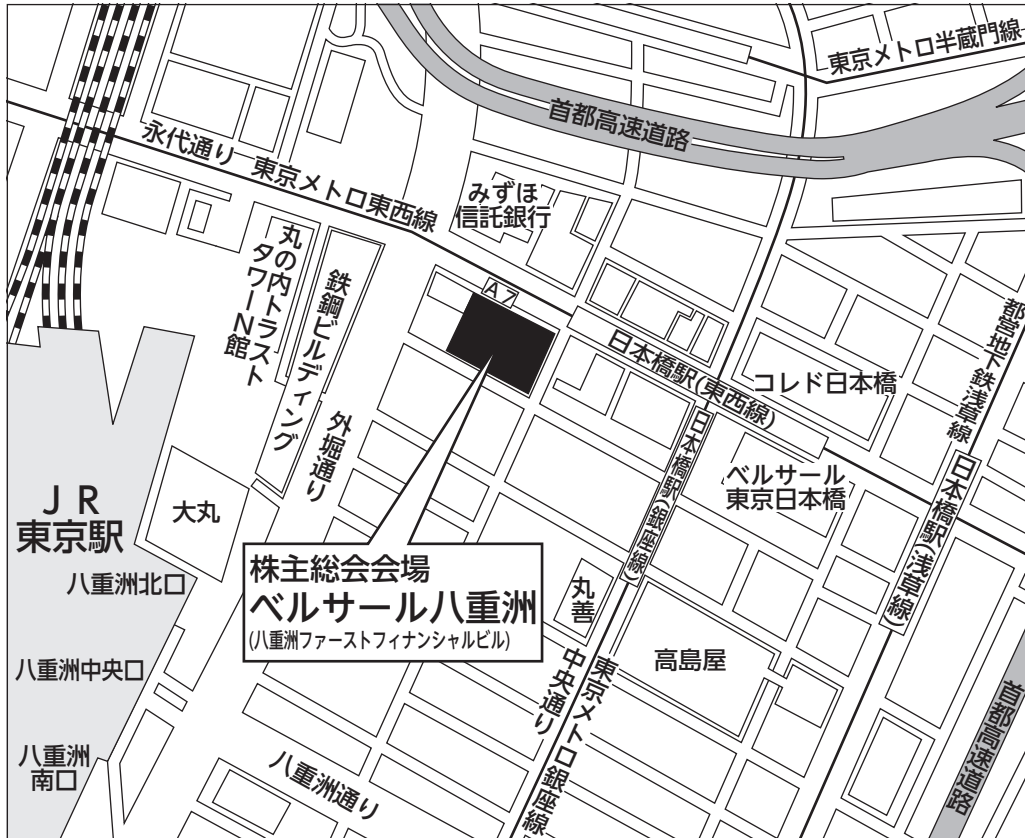 東京メトロ半蔵門線
首都高速道路
永代通り
東京メトロ東西線
みずほ
信託銀行
丸の内トラスト
タワーN館
鉄鋼ビルディング
外堀通り
A7
日本橋駅(東西線)
コレド日本橋
都営地下鉄浅草線
日本橋駅(銀座線)
ベルサール
東京日本橋
日本橋駅(浅草線)
JR
東京駅
大丸
八重洲北口
株主総会会場
ベルサール八重洲
(八重洲ファーストフィナンシャルビル)
丸善
高島屋
八重洲中央口
中央通り
東京メトロ銀座線
首都高速道路
八重洲
南口
八重洲通り